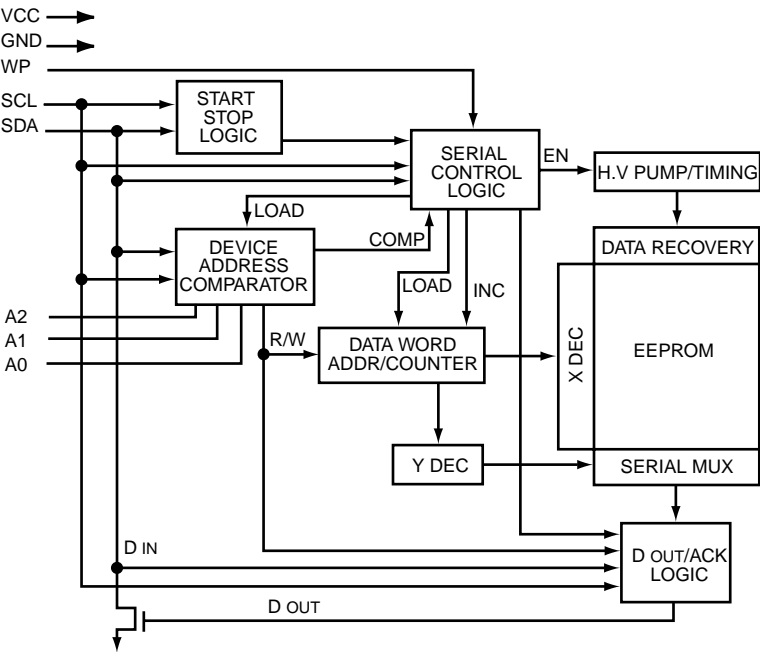 VCC
GND
WP
SCL
SDA
START
STOP
LOGIC
SERIAL
CONTROL
LOGIC
EN
H.V PUMP/TIMING
LOAD
COMP
DEVICE
ADDRESS
COMPARATOR
DATA RECOVERY
LOAD
INC
A2
A1
A0
R/W
DATA WORD
ADDR/COUNTER
X DEC
EEPROM
Y DEC
SERIAL MUX
D IN
D OUT/ACK
LOGIC
D OUT